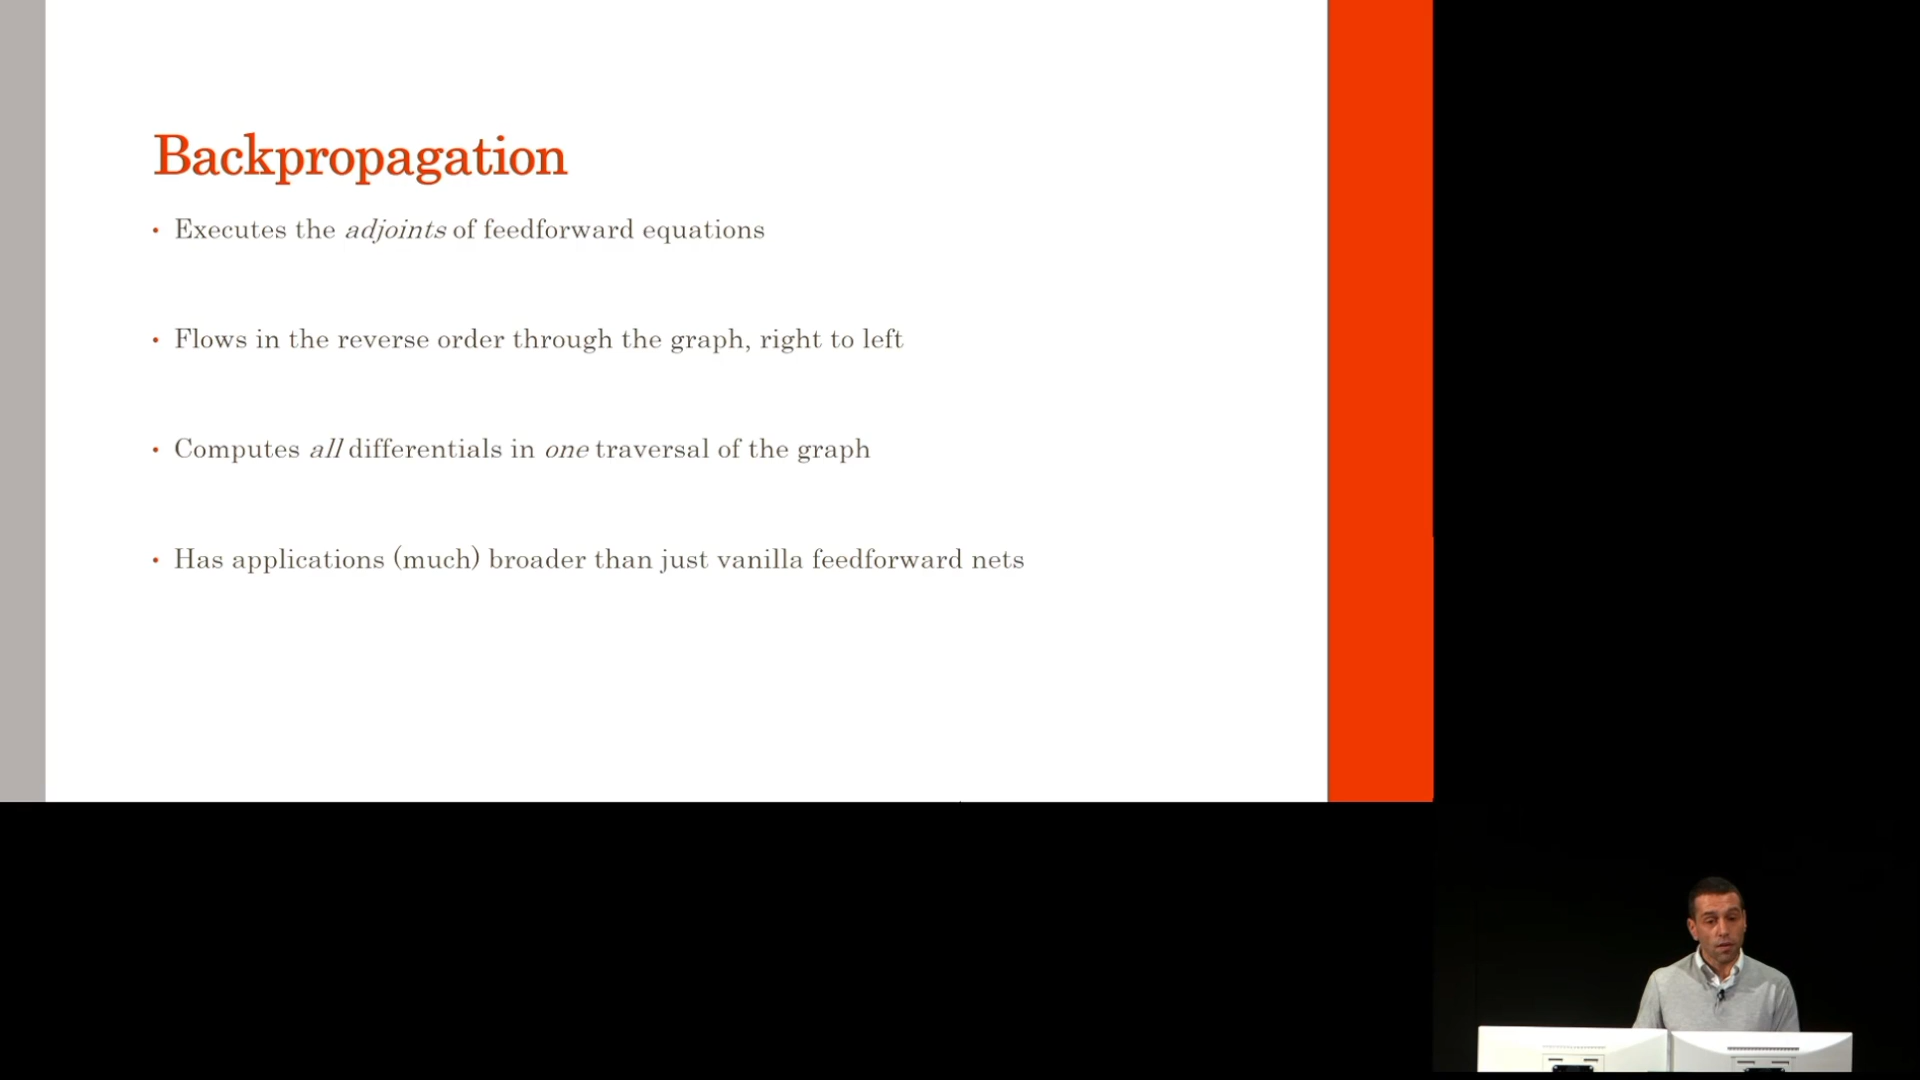 Backpropagation
• Executes the adjoints of feedforward equations
• Flows in the reverse order through the graph, right to left
• Computes all differentials in one traversal of the graph
• Has applications (much) broader than just vanilla feedforward nets